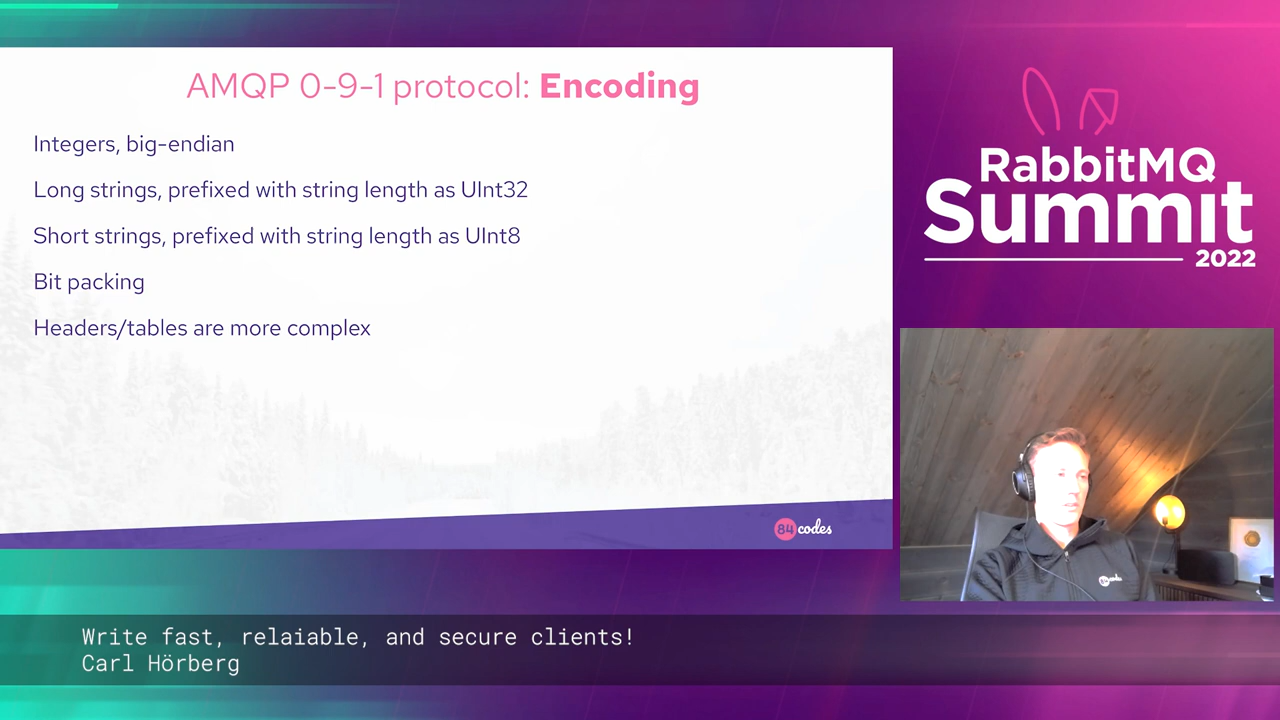 AMQP 0-9-1 protocol: Encoding
Integers, big-endian
Long strings, prefixed with string length as UInt32
Short strings, prefixed with string length as UInt8
Bit packing
Headers/tables are more complex
84 codes
RabbitMQ
Summit
2022
84codes
Write fast, relaiable, and secure clients!
Carl Hörberg